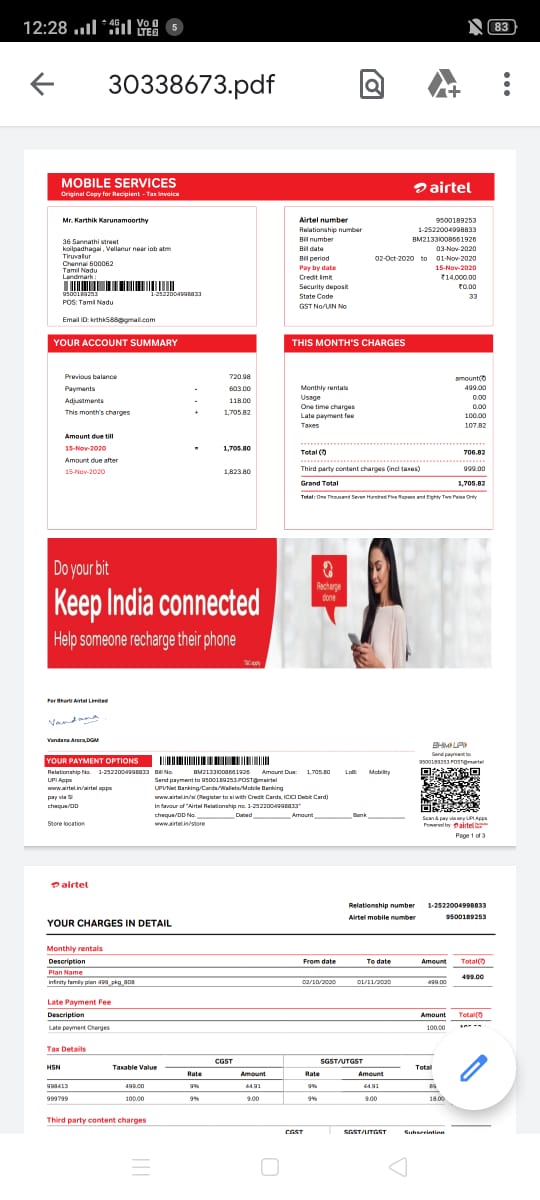 12:28 4G Vo LTE2 5 83
30338673.pdf
MOBILE SERVICES
Original Copy for Recipient - Tax Invoice
airtel
Mr. Karthik Karunamoorthy
36 Sannathi street
koilpadhagai , Vellanur near iob atm
Tiruvallur
Chennai 600062
Tamil Nadu
Landmark :
9500189253 1-2522004998833
POS: Tamil Nadu
Email ID: krthk588@gmail.com
Airtel number 9500189253
Relationship number 1-2522004998833
Bill number BM2133I008661926
Bill date 03-Nov-2020
Bill period 02-Oct-2020 to 01-Nov-2020
Pay by date 15-Nov-2020
Credit limit ₹14,000.00
Security deposit ₹0.00
State Code 33
GST No/UIN No
YOUR ACCOUNT SUMMARY
Previous balance 720.98
Payments - 603.00
Adjustments - 118.00
This month's charges + 1,705.82
Amount due till
15-Nov-2020 = 1,705.80
Amount due after
15-Nov-2020 1,823.80
THIS MONTH'S CHARGES
amount(₹)
Monthly rentals 499.00
Usage 0.00
One time charges 0.00
Late payment fee 100.00
Taxes 107.82
Total (₹) 706.82
Third party content charges (incl taxes) 999.00
Grand Total 1,705.82
Total: One Thousand Seven Hundred Five Rupees and Eighty Two Paise Only
Do your bit
Keep India connected
Help someone recharge their phone
Recharge
done
T&C apply
For Bharti Airtel Limited
Vandana
Vandana Arora,DGM
YOUR PAYMENT OPTIONS
Relationship No. 1-2522004998833 Bill No. BM2133I008661926 Amount Due: 1,705.80 LoB: Mobility
UPI Apps Send payment to 9500189253.POST@mairtel
www.airtel.in/airtel apps UPI/Net Banking/Cards/Wallets/Mobile Banking
pay via SI www.airtel.in/si (Register to si with Credit Cards, ICICI Debit Card)
cheque/DD In favour of "Airtel Relationship no. 1-2522004998833"
cheque/DD No. Dated Amount Bank
Store location www.airtel.in/store
BHIM UPI
Send payment to
9500189253.POST@mairtel
Scan & pay via any UPI Apps
Powered by airtel
Page 1 of 3
airtel
Relationship number 1-2522004998833
Airtel mobile number 9500189253
YOUR CHARGES IN DETAIL
Monthly rentals
Description From date To date Amount Total(₹)
Plan Name 499.00
infinity family plan 499_pkg_808 02/10/2020 01/11/2020 499.00
Late Payment Fee
Description Amount Total(₹)
Late payment Charges 100.00
Tax Details
HSN Taxable Value CGST SGST/UTGST Total
Rate Amount Rate Amount
998413 499.00 9% 44.91 9% 44.91
999799 100.00 9% 9.00 9% 9.00 18.00
Third party content charges
CGST SGST/UTGST Subscription